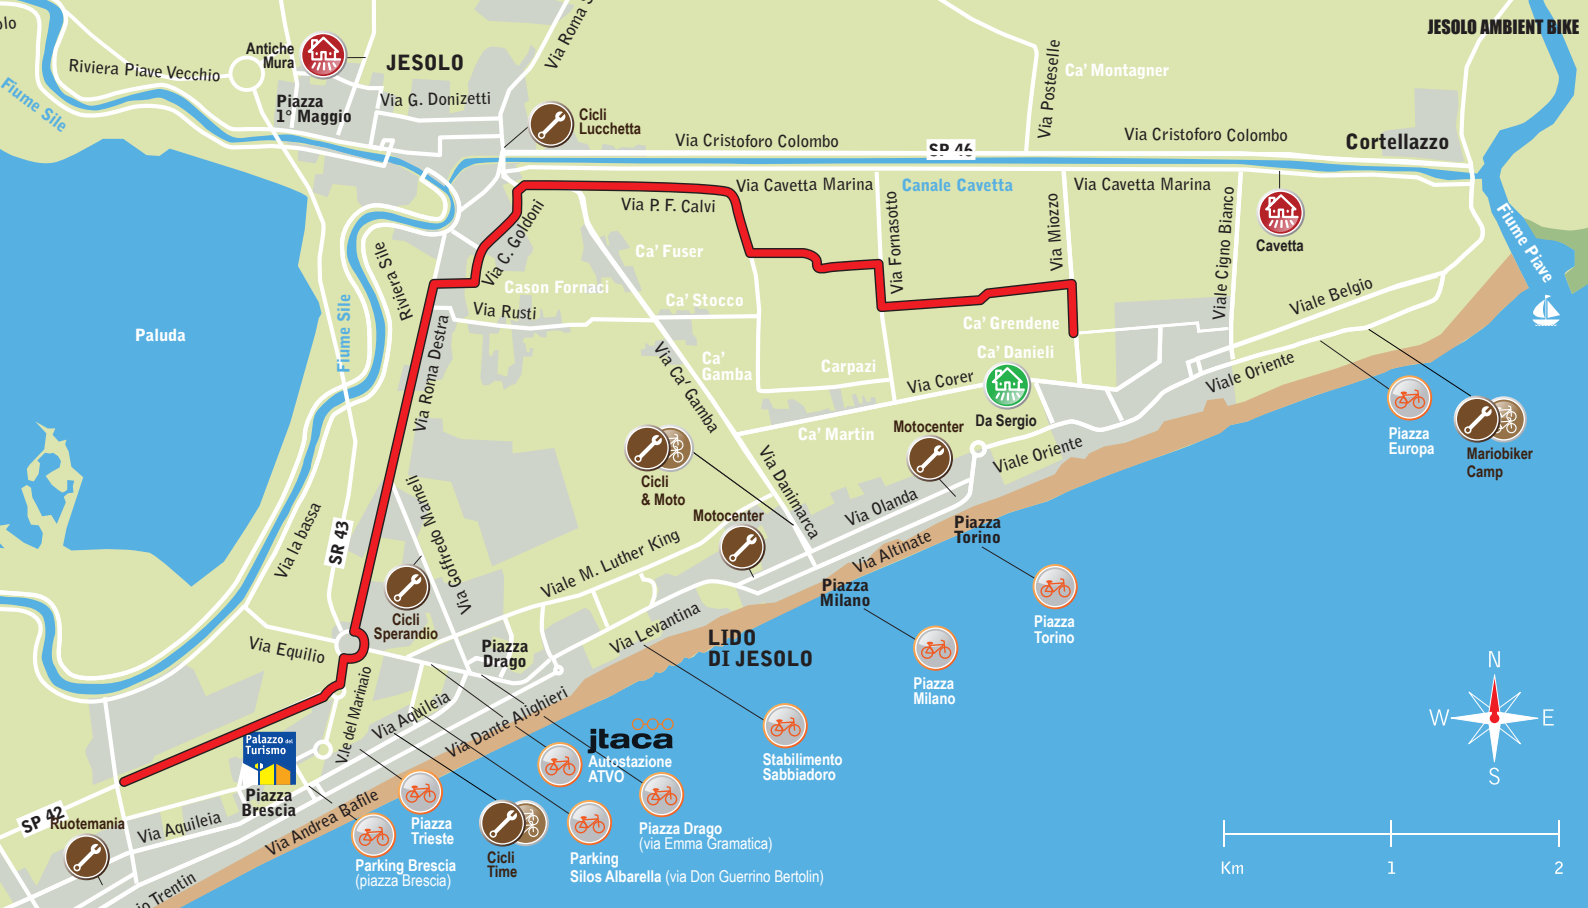 JESOLO AMBIENT BIKE
olo
Via Roma S
Antiche
Mura
JESOLO
Riviera Piave Vecchio
Fiume Sile
Piazza
1° Maggio
Via G. Donizetti
Cicli
Lucchetta
Via Posteselle
Ca' Montagner
Via Cristoforo Colombo
SP 46
Via Cristoforo Colombo
Cortellazzo
Via Cavetta Marina
Canale Cavetta
Via Cavetta Marina
Via P. F. Calvi
Via C. Goldoni
Via Fornasotto
Via Miozzo
Viale Cigno Bianco
Cavetta
Fiume Piave
Ca' Fuser
Riviera Sile
Cason Fornaci
Ca' Stocco
Via Rusti
Viale Belgio
Paluda
Fiume Sile
Via Roma Destra
Ca' Grendene
Ca' Danieli
Ca'
Gamba
Via Ca' Gamba
Carpazi
Via Corer
Viale Oriente
Da Sergio
Motocenter
Ca' Martin
Viale Oriente
Piazza
Europa
Mariobiker
Camp
Cicli
& Moto
Via Danimarca
Via Olanda
Motocenter
Piazza
Torino
Via Altinate
Via la bassa
SR 43
Via Goffredo Mameli
Viale M. Luther King
Piazza
Milano
Piazza
Torino
Cicli
Sperandio
Via Levantina
LIDO
DI JESOLO
Via Equilio
Piazza
Drago
Piazza
Milano
V.le del Marinaio
Via Aquileia
Via Dante Alighieri
jtaca
Autostazione
ATVO
Stabilimento
Sabbiadoro
Palazzo del
Turismo
Piazza
Brescia
SP 42
Ruotemania
Via Aquileia
Via Andrea Bafile
Piazza
Trieste
Parking Brescia
(piazza Brescia)
Cicli
Time
Parking
Silos Albarella (via Don Guerrino Bertolin)
Piazza Drago
(via Emma Gramatica)
io Trentin
N
W
E
S
Km
1
2